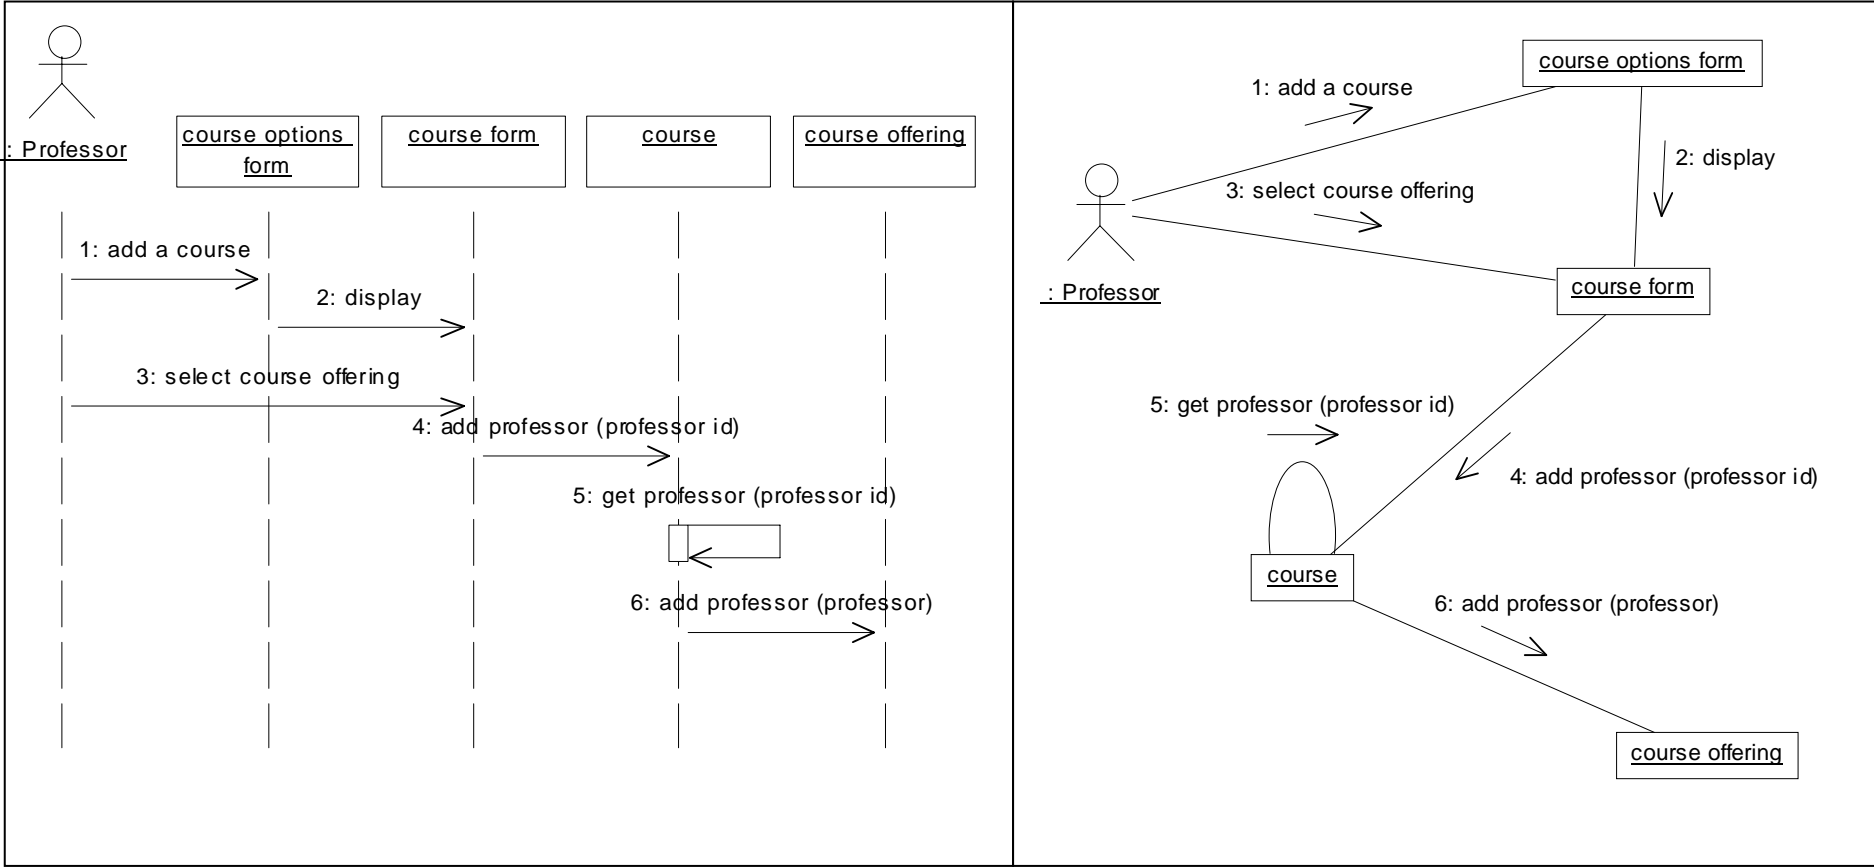 : Professor
course options
form
course form
course
course offering
1: add a course
2: display
3: select course offering
4: add professor (professor id)
5: get professor (professor id)
6: add professor (professor)
course options form
1: add a course
2: display
3: select course offering
: Professor
course form
5: get professor (professor id)
4: add professor (professor id)
course
6: add professor (professor)
course offering